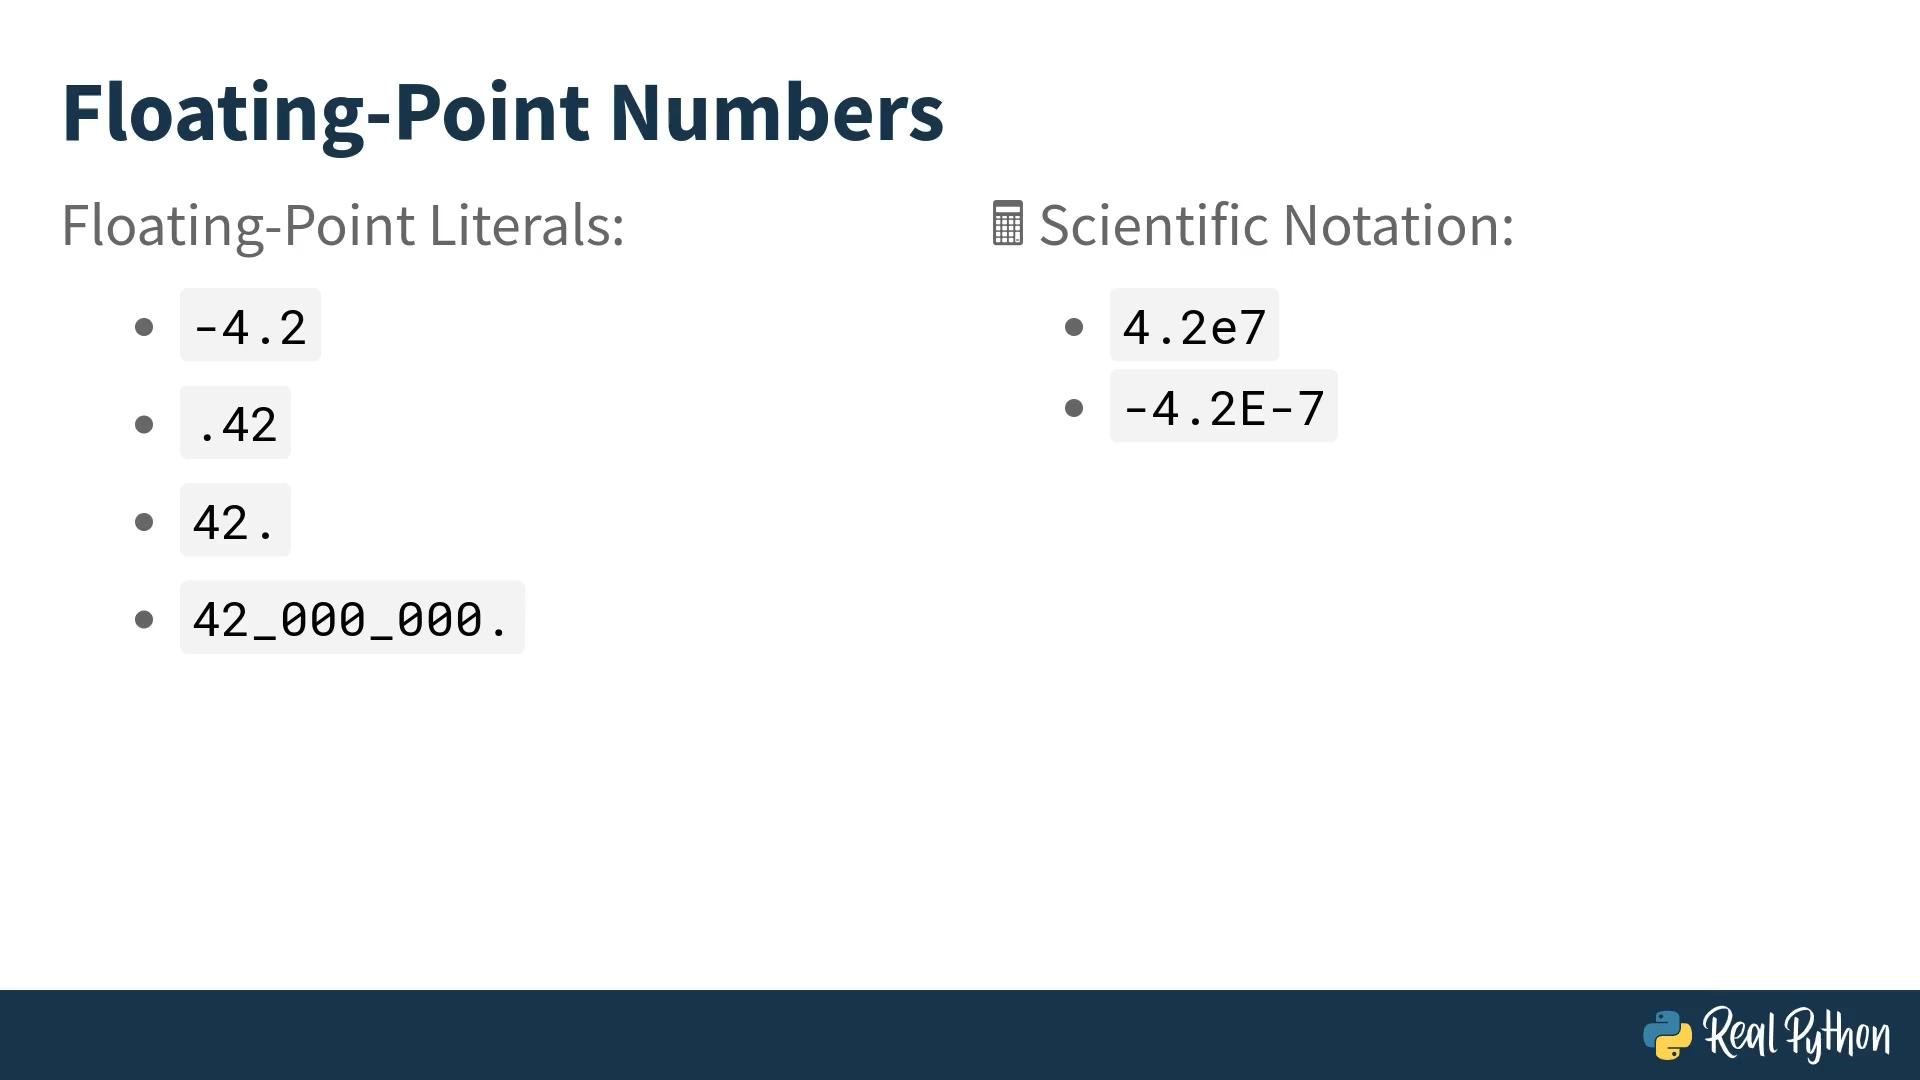 Floating-Point Numbers
Floating-Point Literals:
-4.2
.42
42.
42_000_000.
Scientific Notation:
4.2e7
-4.2E-7
Real Python